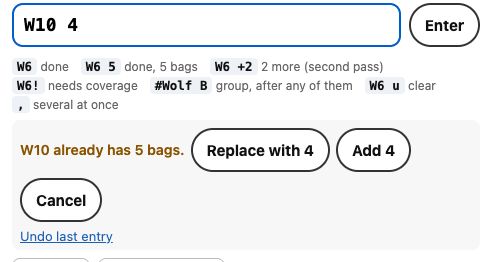 W10 4
Enter
W6 done W6 5 done, 5 bags W6 +2 2 more (second pass)
W6! needs coverage #Wolf B group, after any of them W6 u clear
, several at once
W10 already has 5 bags. Replace with 4 Add 4
Cancel
Undo last entry